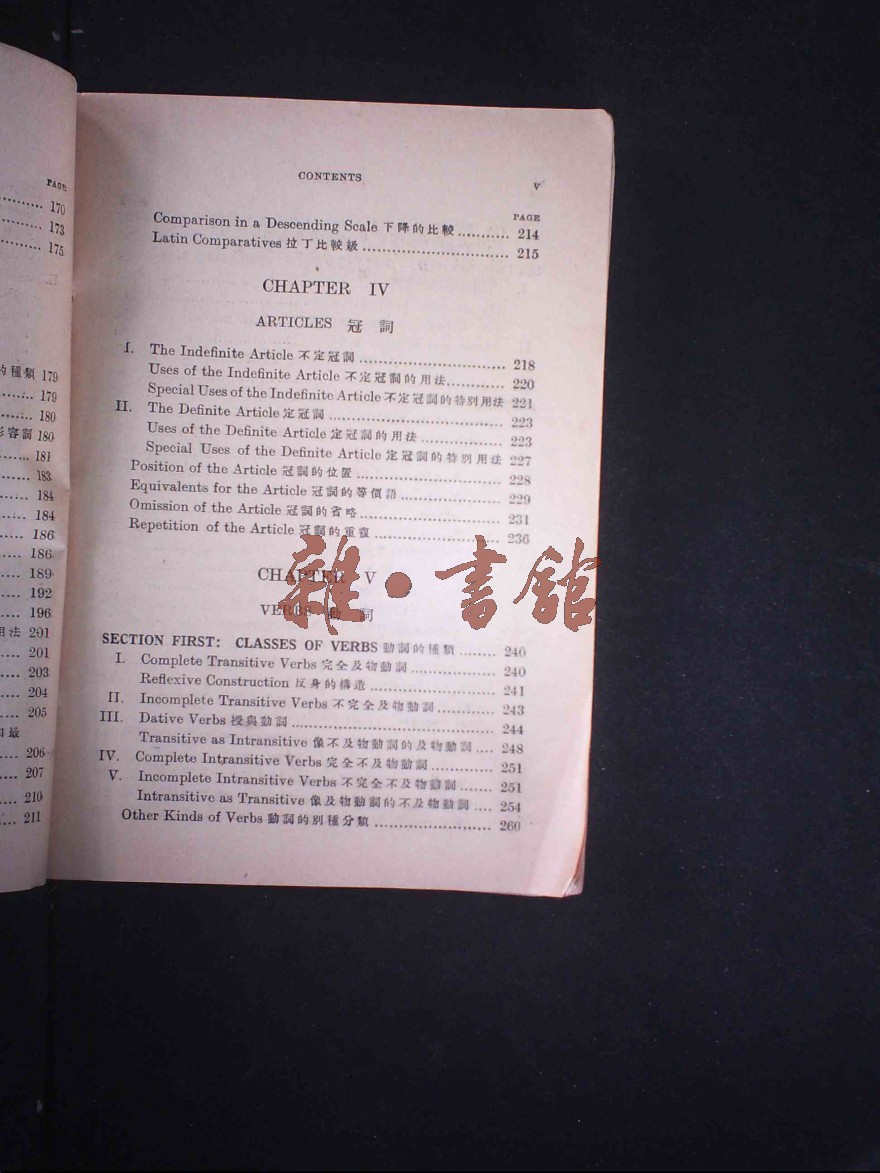 PAGE
170
173
175
的種類 179
179
180
形容詞 180
181
183
184
184
186
186
189
192
196
用法 201
201
203
204
205
最
206
207
210
211
CONTENTS
v
PAGE
Comparison in a Descending Scale 下降的比較 ........... 214
Latin Comparatives 拉丁比較級 .............................. 215
CHAPTER IV
ARTICLES 冠詞
I. The Indefinite Article 不定冠詞 .............................. 218
Uses of the Indefinite Article 不定冠詞的用法............ 220
Special Uses of the Indefinite Article 不定冠詞的特別用法 221
II. The Definite Article 定冠詞 ........................................ 223
Uses of the Definite Article 定冠詞的用法 ................. 223
Special Uses of the Definite Article 定冠詞的特別用法 227
Position of the Article 冠詞的位置 .............................. 228
Equivalents for the Article 冠詞的等價語 ..................... 229
Omission of the Article 冠詞的省略............................. 231
Repetition of the Article 冠詞的重複 .......................... 236
雜·書館
CHAPTER V
VERBS 動詞
SECTION FIRST: CLASSES OF VERBS 動詞的種類 ........ 240
I. Complete Transitive Verbs 完全及物動詞 ................. 240
Reflexive Construction 反身的構造 .......................... 241
II. Incomplete Transitive Verbs 不完全及物動詞 ............ 243
III. Dative Verbs 授與動詞 ............................................. 244
Transitive as Intransitive 像不及物動詞的及物動詞 .... 248
IV. Complete Intransitive Verbs 完全不及物動詞 ............. 251
V. Incomplete Intransitive Verbs 不完全不及物動詞 ....... 251
Intransitive as Transitive 像及物動詞的不及物動詞 .... 254
Other Kinds of Verbs 動詞的別種分類 ........................ 260